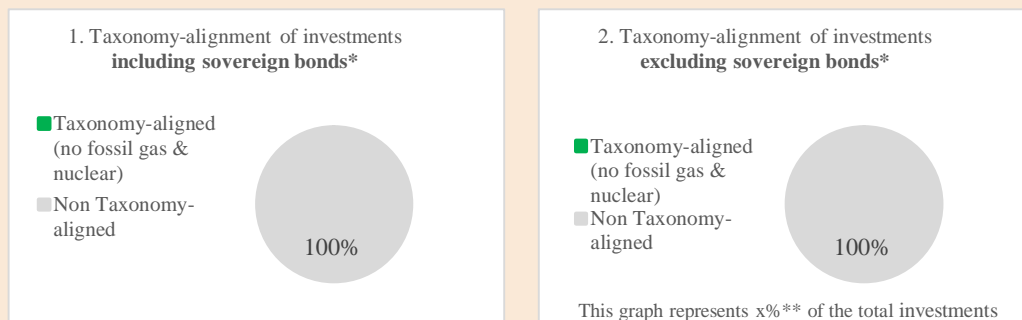 1. Taxonomy-alignment of investments
including sovereign bonds*
Taxonomy-aligned
(no fossil gas &
nuclear)
Non Taxonomy-
aligned
100%
2. Taxonomy-alignment of investments
excluding sovereign bonds*
Taxonomy-aligned
(no fossil gas &
nuclear)
Non Taxonomy-
aligned
100%
This graph represents x%** of the total investments